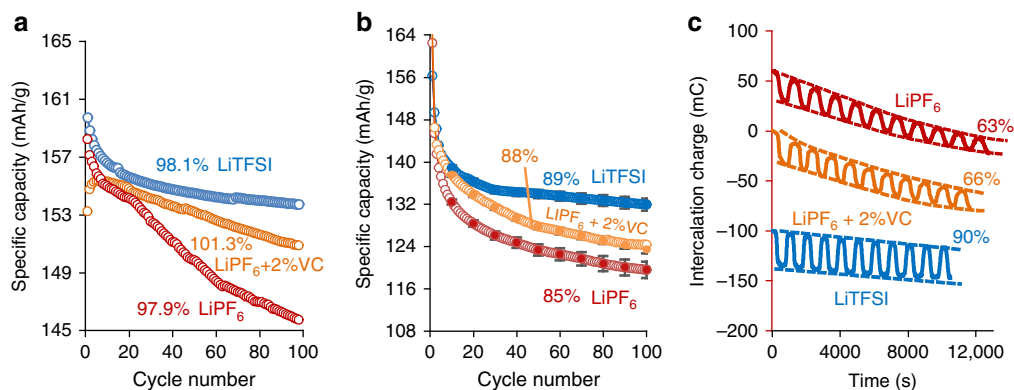 a
165
161
157
153
149
145
Specific capacity (mAh/g)
98.1% LiTFSI
101.3%
LiPF6+2%VC
97.9% LiPF6
0 20 40 60 80 100
Cycle number
b
164
156
148
140
132
124
116
108
Specific capacity (mAh/g)
88%
89% LiTFSI
LiPF6 + 2%VC
85% LiPF6
0 20 40 60 80 100
Cycle number
c
100
50
0
−50
−100
−150
−200
Intercalation charge (mC)
LiPF6
63%
66%
LiPF6 + 2%VC
90%
LiTFSI
0 4000 8000 12,000
Time (s)